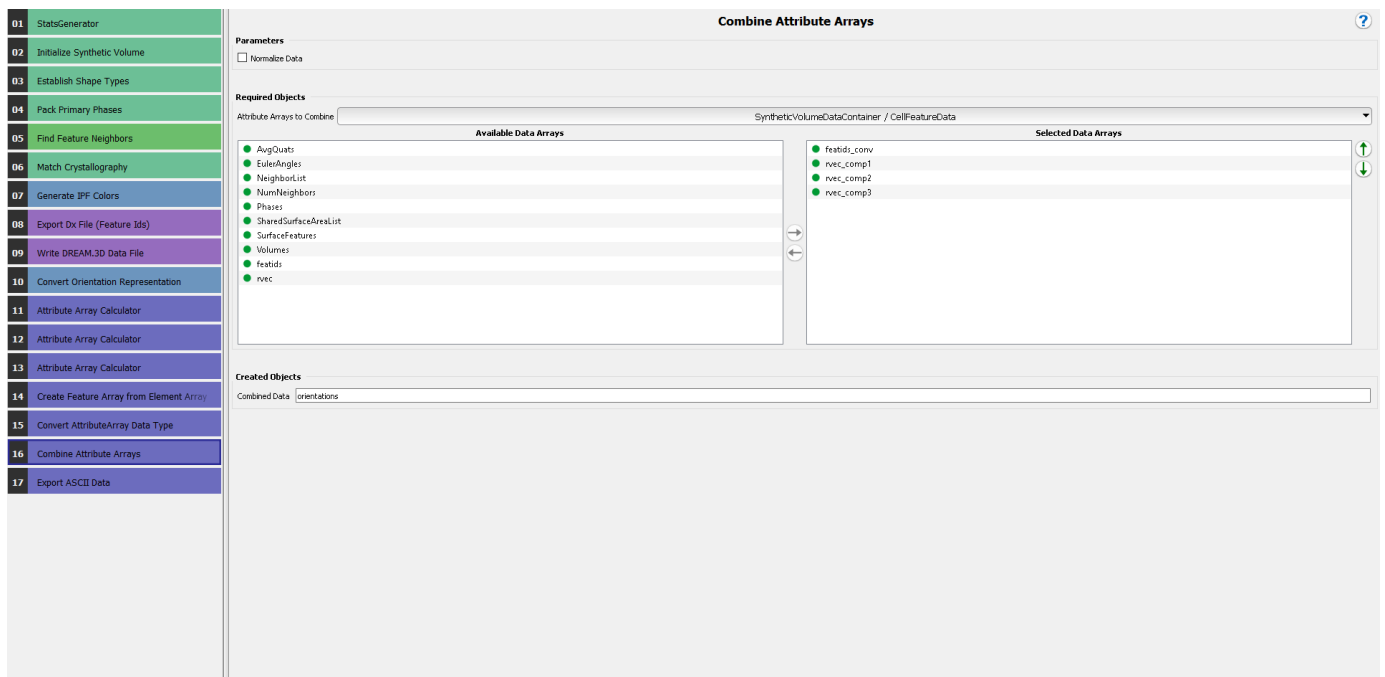 01 StatsGenerator
02 Initialize Synthetic Volume
03 Establish Shape Types
04 Pack Primary Phases
05 Find Feature Neighbors
06 Match Crystallography
07 Generate IPF Colors
08 Export Dx File (Feature Ids)
09 Write DREAM.3D Data File
10 Convert Orientation Representation
11 Attribute Array Calculator
12 Attribute Array Calculator
13 Attribute Array Calculator
14 Create Feature Array from Element Array
15 Convert AttributeArray Data Type
16 Combine Attribute Arrays
17 Export ASCII Data
Combine Attribute Arrays
?
Parameters
Normalize Data
Required Objects
Attribute Arrays to Combine SyntheticVolumeDataContainer / CellFeatureData
Available Data Arrays
AvgQuats
EulerAngles
NeighborList
NumNeighbors
Phases
SharedSurfaceAreaList
SurfaceFeatures
Volumes
featids
rvec
Selected Data Arrays
featids_conv
rvec_comp1
rvec_comp2
rvec_comp3
Created Objects
Combined Data orientations